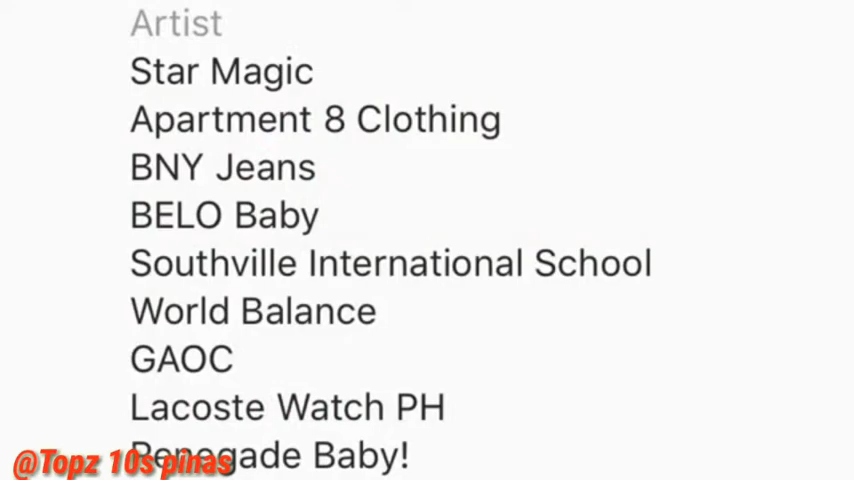 Artist
Star Magic
Apartment 8 Clothing
BNY Jeans
BELO Baby
Southville International School
World Balance
GAOC
Lacoste Watch PH
Renegade Baby!
@Topz 10s pinas